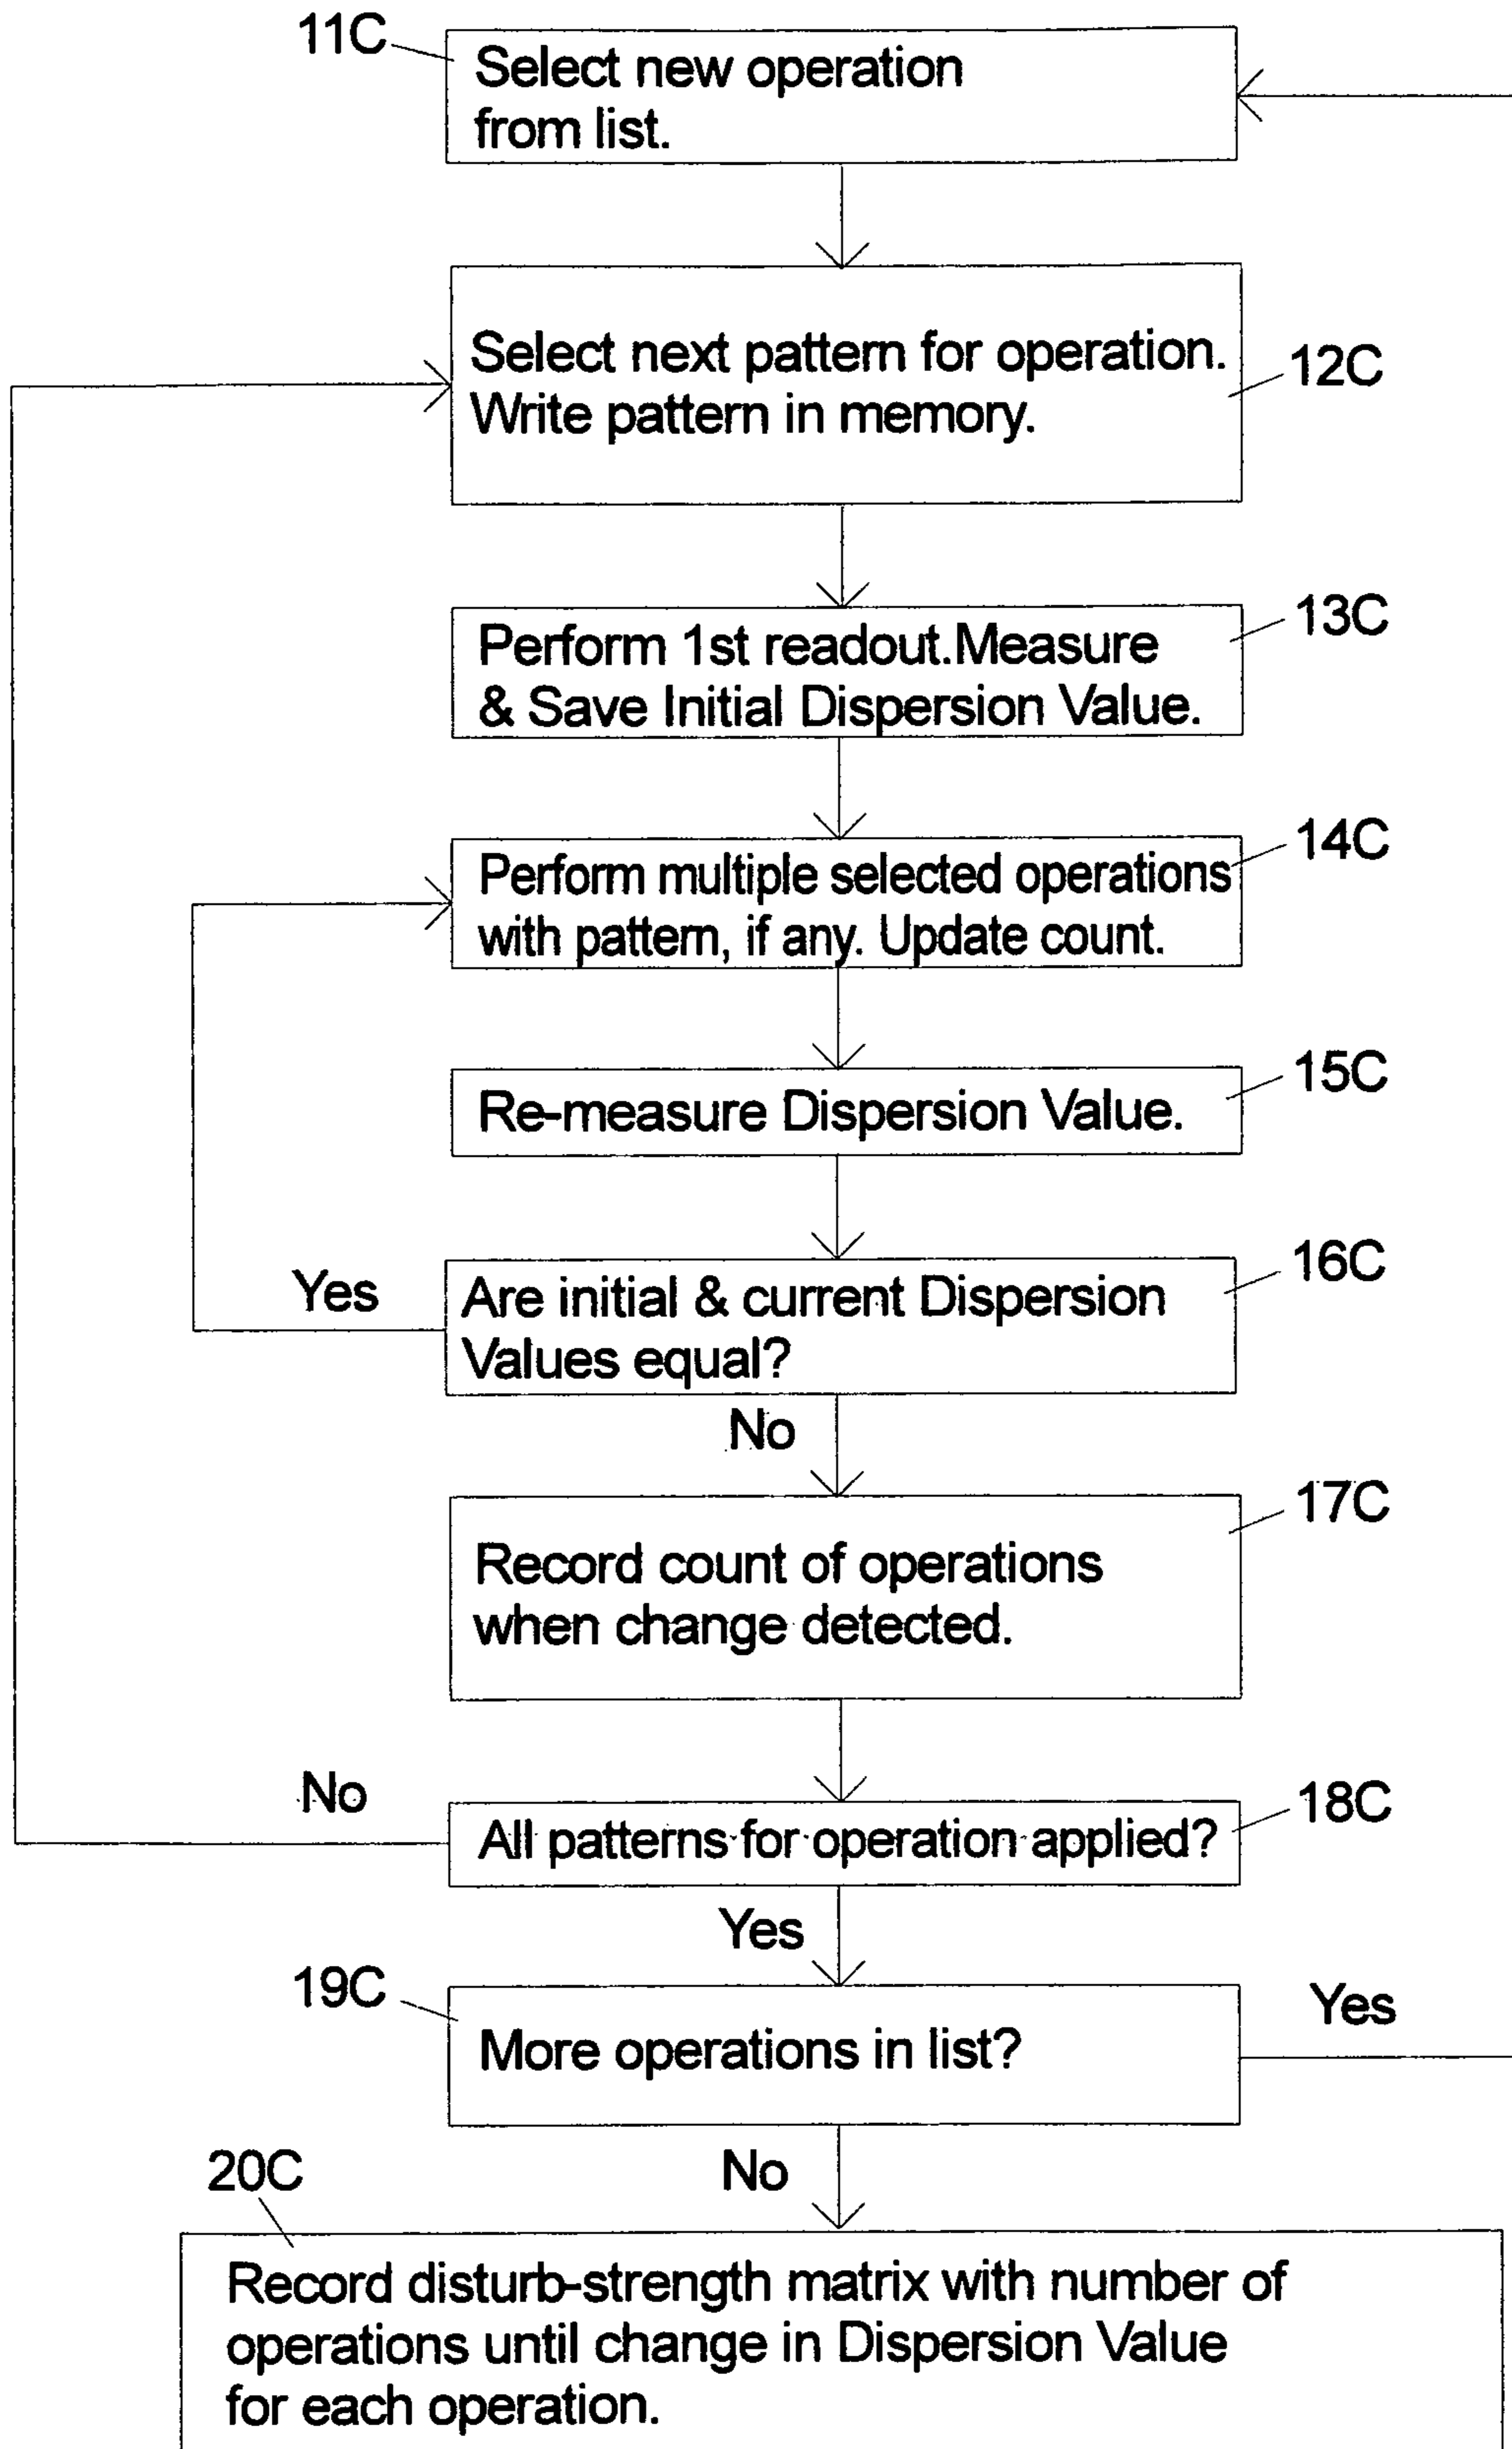 11C
Select new operation
from list.
Select next pattern for operation.
Write pattern in memory.
12C
13C
Perform 1st readout.Measure
& Save Initial Dispersion Value.
14C
Perform multiple selected operations
with pattern, if any. Update count.
15C
Re-measure Dispersion Value.
16C
Yes
Are initial & current Dispersion
Values equal?
No
17C
Record count of operations
when change detected.
No
18C
All patterns for operation applied?
Yes
19C
Yes
More operations in list?
20C
No
Record disturb-strength matrix with number of
operations until change in Dispersion Value
for each operation.